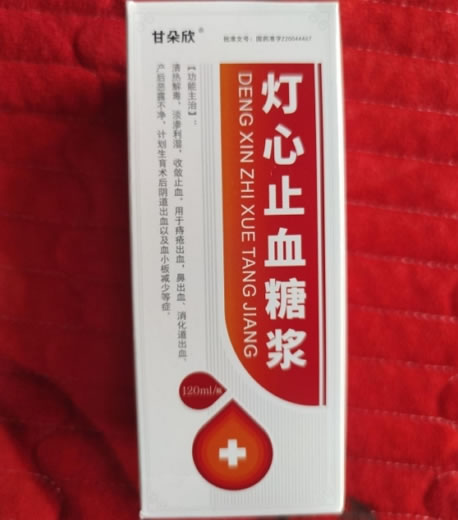 甘朵欣®
批准文号：国药准字Z20044407
灯心止血糖浆
DENG XIN ZHI XUE TANG JIANG
【功能主治】：
清热解毒，淡渗利湿，收敛止血。用于痔疮出血，鼻出血，消化道出血，
产后恶露不净，计划生育术后阴道出血以及血小板减少等症。
120ml/瓶